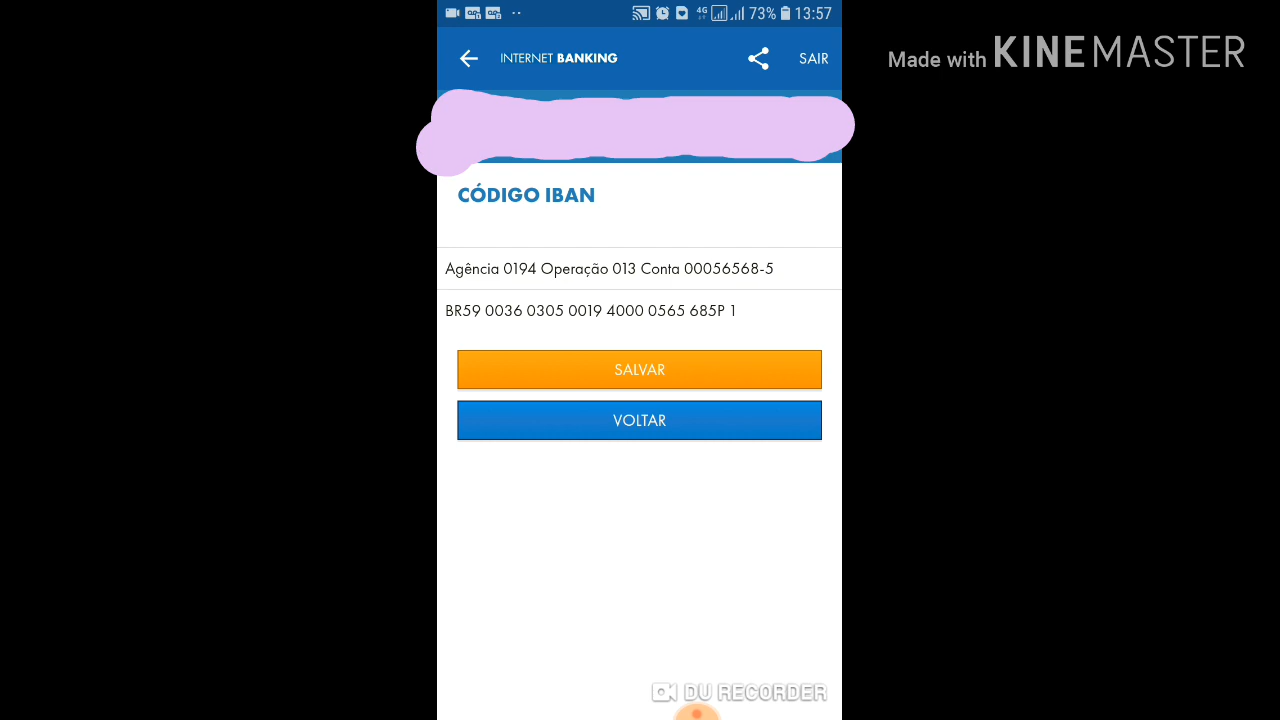 4G 73% 13:57
INTERNET BANKING SAIR
Made with KINEMASTER
CÓDIGO IBAN
Agência 0194 Operação 013 Conta 00056568-5
BR59 0036 0305 0019 4000 0565 685P 1
SALVAR
VOLTAR
DU RECORDER